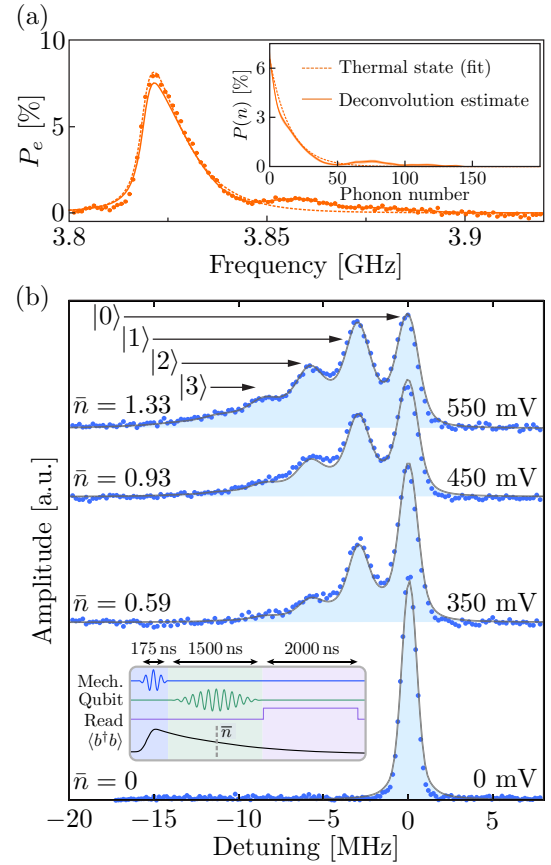 (a)
10
5
0
P_e [%]
3.8
3.85
3.9
Frequency [GHz]
6
3
0
P(n) [%]
Thermal state (fit)
Deconvolution estimate
0
50
100
150
Phonon number
(b)
|0⟩
|1⟩
|2⟩
|3⟩
n̄ = 1.33
550 mV
n̄ = 0.93
450 mV
n̄ = 0.59
350 mV
175 ns
1500 ns
2000 ns
Mech.
Qubit
Read
⟨b†b⟩
n̄
n̄ = 0
0 mV
Amplitude [a. u.]
−20
−15
−10
−5
0
5
Detuning [MHz]